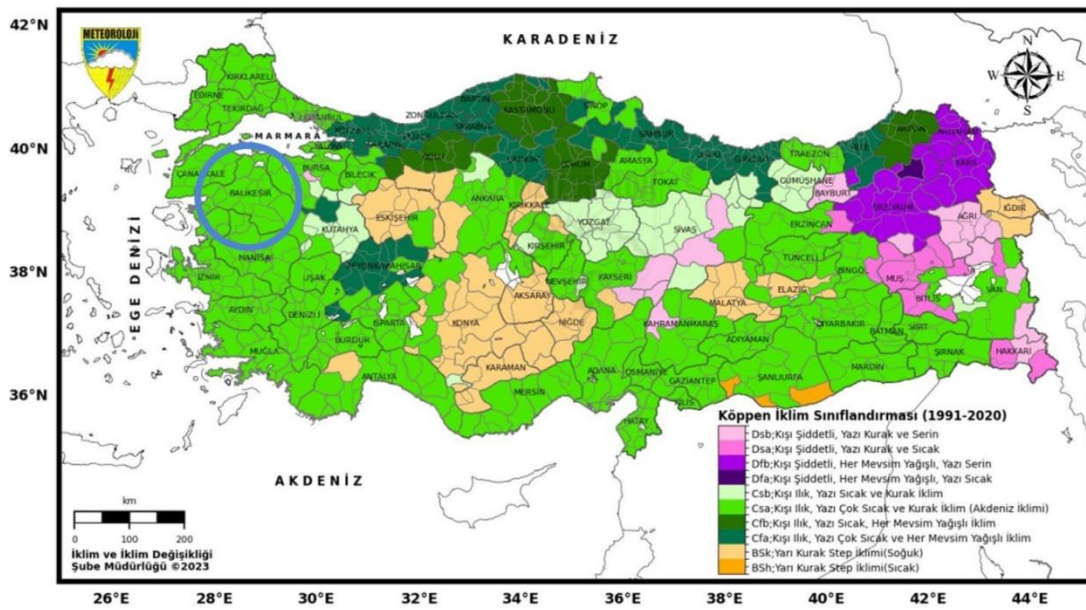 42°N
40°N
38°N
36°N
METEOROLOJİ
KARADENİZ
N
W E
S
KIRKLARELİ
EDİRNE
TEKİRDAĞ
İSTANBUL
MARMARA
ÇANAKKALE
BALIKESİR
BURSA
BİLECİK
ZONGULDAK
BARTIN
KASTAMONU
SİNOP
SAMSUN
ÇORUM
AMASYA
TOKAT
TRABZON
GÜMÜŞHANE
BAYBURT
ARTVİN
ARDAHAN
KARS
ERZURUM
AĞRI
IĞDIR
ANKARA
KIRIKKALE
ESKİŞEHİR
KÜTAHYA
YOZGAT
SİVAS
ERZİNCAN
EGE DENİZİ
MANİSA
İZMİR
UŞAK
AFYONKARAHİSAR
KIRŞEHİR
NEVŞEHİR
KAYSERİ
TUNCELİ
BİNGÖL
MUŞ
BİTLİS
VAN
AYDIN
DENİZLİ
ISPARTA
AKSARAY
KONYA
NİĞDE
MALATYA
ELAZIĞ
DİYARBAKIR
BATMAN
SİİRT
MUĞLA
BURDUR
KARAMAN
KAHRAMANMARAŞ
ADIYAMAN
ŞIRNAK
HAKKARİ
ANTALYA
MERSİN
ADANA
OSMANİYE
GAZİANTEP
ŞANLIURFA
MARDİN
KİLİS
HATAY
AKDENİZ
km
0 100 200
İklim ve İklim Değişikliği
Şube Müdürlüğü ©2023
Köppen İklim Sınıflandırması (1991-2020)
Dsb;Kışı Şiddetli, Yazı Kurak ve Serin
Dsa;Kışı Şiddetli, Yazı Kurak ve Sıcak
Dfb;Kışı Şiddetli, Her Mevsim Yağışlı, Yazı Serin
Dfa;Kışı Şiddetli, Her Mevsim Yağışlı, Yazı Sıcak
Csb;Kışı Ilık, Yazı Sıcak ve Kurak İklim
Csa;Kışı Ilık, Yazı Çok Sıcak ve Kurak İklim (Akdeniz İklimi)
Cfb;Kışı Ilık, Yazı Sıcak, Her Mevsim Yağışlı İklim
Cfa;Kışı Ilık, Yazı Çok Sıcak ve Her Mevsim Yağışlı İklim
BSk;Yarı Kurak Step İklimi(Soğuk)
BSh;Yarı Kurak Step İklimi(Sıcak)
26°E 28°E 30°E 32°E 34°E 36°E 38°E 40°E 42°E 44°E